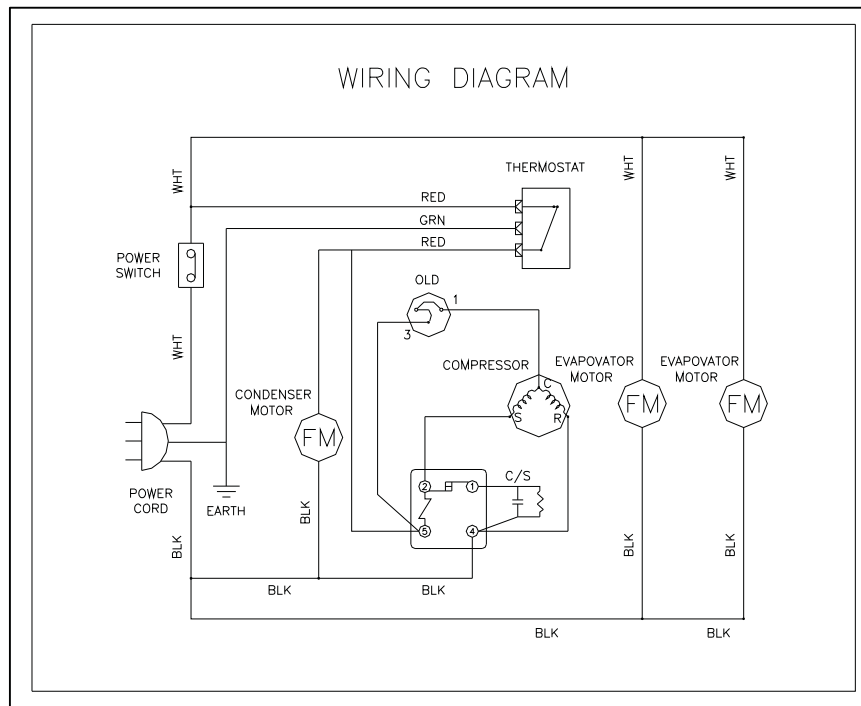 WIRING DIAGRAM
WHT
WHT
WHT
THERMOSTAT
RED
GRN
RED
POWER
SWITCH
OLD
1
3
WHT
COMPRESSOR
EVAPOVATOR
MOTOR
EVAPOVATOR
MOTOR
C
S
R
CONDENSER
MOTOR
FM
FM
FM
C/S
2
1
5
4
POWER
CORD
EARTH
BLK
BLK
BLK
BLK
BLK
BLK
BLK
BLK